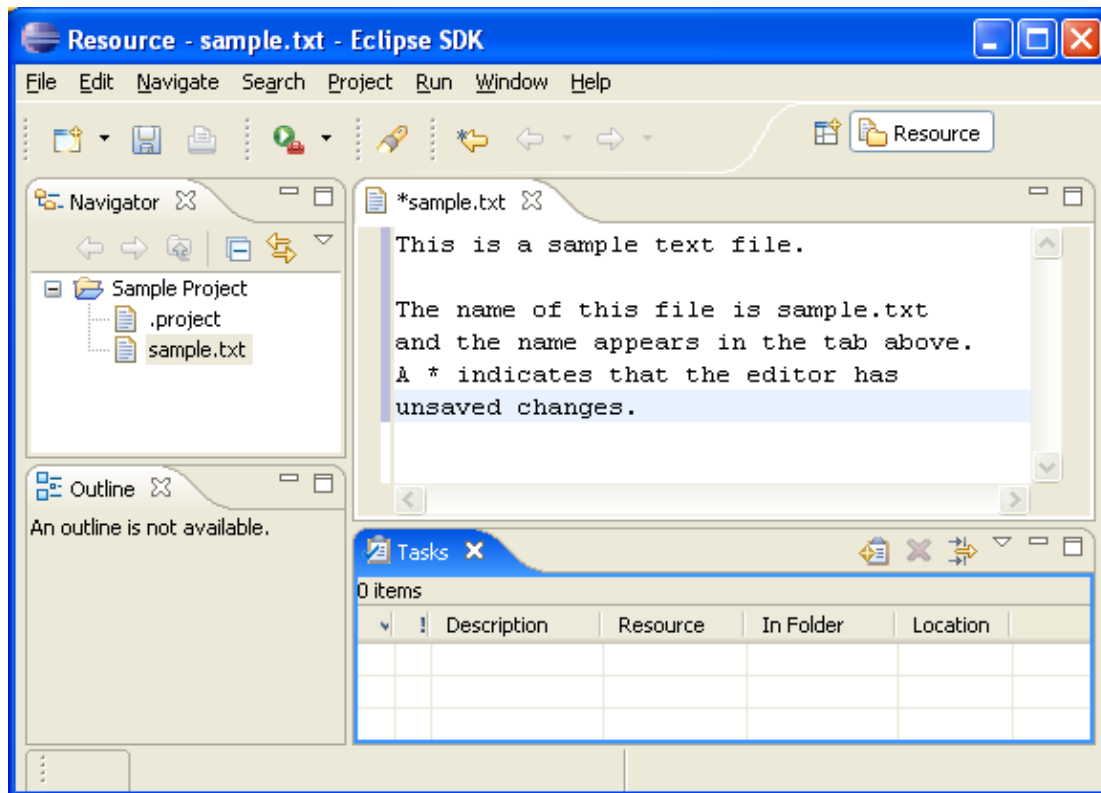 Resource - sample.txt - Eclipse SDK
File Edit Navigate Search Project Run Window Help
Resource
Navigator
Sample Project
.project
sample.txt
*sample.txt
This is a sample text file.
The name of this file is sample.txt
and the name appears in the tab above.
A * indicates that the editor has
unsaved changes.
Outline
An outline is not available.
Tasks
0 items
! Description Resource In Folder Location